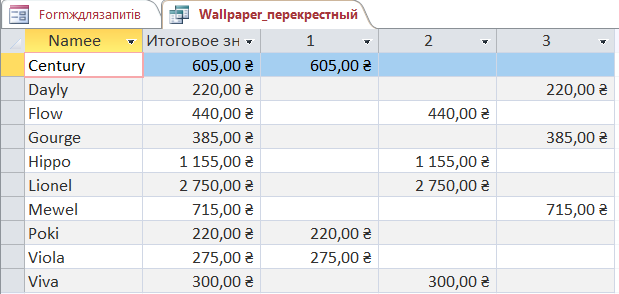 Formждлязапитів Wallpaper_перекрестный
Namee Итоговое зн 1 2 3
Century 605,00 ₴ 605,00 ₴
Dayly 220,00 ₴ 220,00 ₴
Flow 440,00 ₴ 440,00 ₴
Gourge 385,00 ₴ 385,00 ₴
Hippo 1 155,00 ₴ 1 155,00 ₴
Lionel 2 750,00 ₴ 2 750,00 ₴
Mewel 715,00 ₴ 715,00 ₴
Poki 220,00 ₴ 220,00 ₴
Viola 275,00 ₴ 275,00 ₴
Viva 300,00 ₴ 300,00 ₴